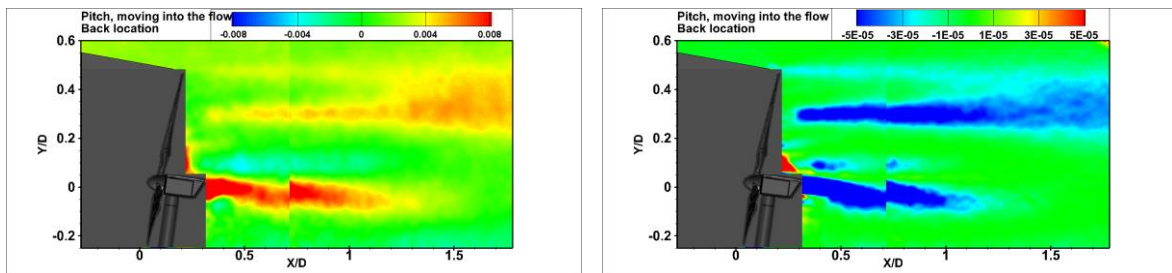 Pitch, moving into the flow
Back location
-0.008 -0.004 0 0.004 0.008
0.6
0.4
0.2
0
-0.2
Y/D
0 0.5 1 1.5
X/D
Pitch, moving into the flow
Back location
-5E-05 -3E-05 -1E-05 1E-05 3E-05 5E-05
0.6
0.4
0.2
0
-0.2
Y/D
0 0.5 1 1.5
X/D